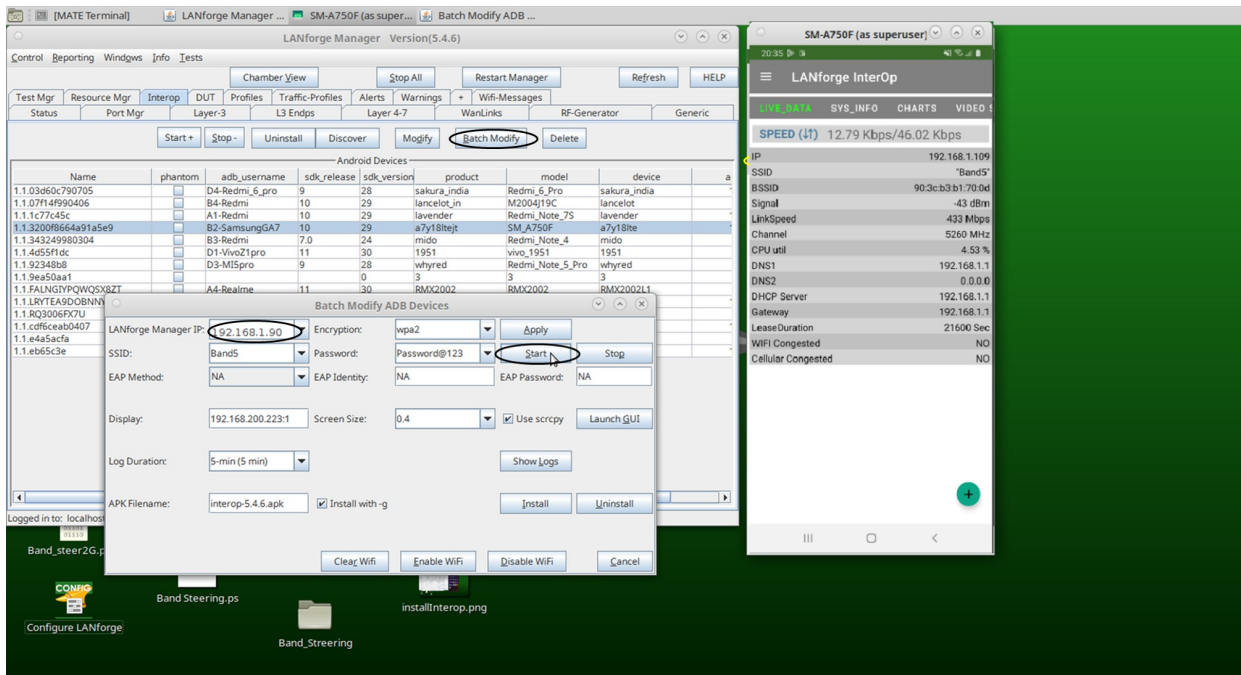 [MATE Terminal] LANforge Manager ... SM-A750F (as super... Batch Modify ADB ...
LANforge Manager Version(5.4.6)
Control Reporting Windows Info Tests
Chamber View Stop All Restart Manager Refresh HELP
Test Mgr Resource Mgr Interop DUT Profiles Traffic-Profiles Alerts Warnings + Wifi-Messages
Status Port Mgr Layer-3 L3 Endps Layer 4-7 WanLinks RF-Generator Generic
Start + Stop - Uninstall Discover Modify Batch Modify Delete
Android Devices
Name phantom adb_username sdk_release sdk_version product model device a
1.1.03d60c790705 D4-Redmi_6_pro 9 28 sakura_india Redmi_6_Pro sakura_india
1.1.07f14f990406 B4-Redmi 10 29 lancelot_in M2004J19C lancelot
1.1.1c77c45c A1-Redmi 10 29 lavender Redmi_Note_7S lavender
1.1.3200f8664a91a5e9 B2-SamsungGA7 10 29 a7y18ltejt SM_A750F a7y18lte
1.1.343249980304 B3-Redmi 7.0 24 mido Redmi_Note_4 mido
1.1.4d55f1dc D1-VivoZ1pro 11 30 1951 vivo_1951 1951
1.1.92348b8 D3-MI5pro 9 28 whyred Redmi_Note_5_Pro whyred
1.1.9ea50aa1 0 3 3 3
1.1.FALNGIYPQWQSX8ZT A4-Realme 11 30 RMX2002 RMX2002 RMX2002L1
1.1.LRYTEA9DOBNNY
1.1.RQ3006FX7U
1.1.cdf6ceab0407
1.1.e4a5acfa
1.1.eb65c3e
Logged in to: localhost
Batch Modify ADB Devices
LANforge Manager IP: 192.168.1.90 Encryption: wpa2 Apply
SSID: Band5 Password: Password@123 Start Stop
EAP Method: NA EAP Identity: NA EAP Password: NA
Display: 192.168.200.223:1 Screen Size: 0.4 Use scrcpy Launch GUI
Log Duration: 5-min (5 min) Show Logs
APK Filename: interop-5.4.6.apk Install with -g Install Uninstall
Clear Wifi Enable WiFi Disable WiFi Cancel
SM-A750F (as superuser)
20:35
LANforge InterOp
LIVE_DATA SYS_INFO CHARTS VIDEO
SPEED (↓↑) 12.79 Kbps/46.02 Kbps
IP 192.168.1.109
SSID "Band5"
BSSID 90:3c:b3:b1:70:0d
Signal -43 dBm
LinkSpeed 433 Mbps
Channel 5260 MHz
CPU util 4.53 %
DNS1 192.168.1.1
DNS2 0.0.0.0
DHCP Server 192.168.1.1
Gateway 192.168.1.1
LeaseDuration 21600 Sec
WIFI Congested NO
Cellular Congested NO
+
Band_steer2G.p
CONFIG
Configure LANforge
Band Steering.ps
Band_Streering
installInterop.png